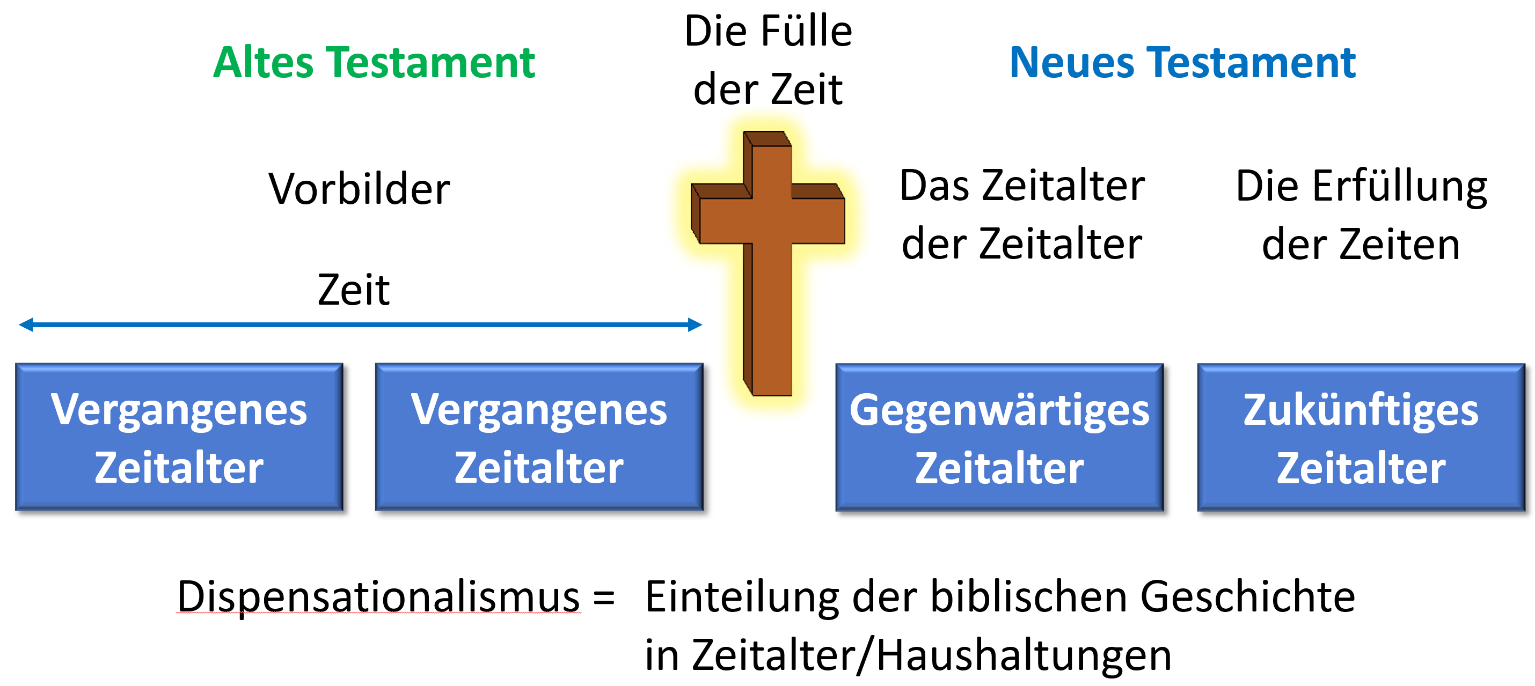 Altes Testament
Die Fülle
der Zeit
Neues Testament
Vorbilder
Das Zeitalter
der Zeitalter
Die Erfüllung
der Zeiten
Zeit
Vergangenes
Zeitalter
Vergangenes
Zeitalter
Gegenwärtiges
Zeitalter
Zukünftiges
Zeitalter
Dispensationalismus = Einteilung der biblischen Geschichte
in Zeitalter/Haushaltungen